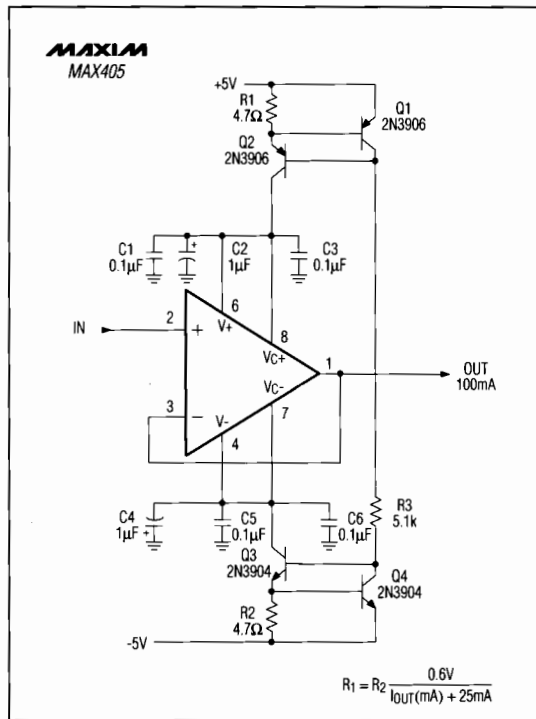 MAXIM
MAX405
+5V
R1
4.7Ω
Q1
2N3906
Q2
2N3906
C1
0.1µF
+
C2
1µF
C3
0.1µF
6
V+
IN
2
+
8
VC+
1
OUT
100mA
VC-
3
−
7
V-
4
C4
1µF
+
C5
0.1µF
C6
0.1µF
R3
5.1k
Q3
2N3904
Q4
2N3904
R2
4.7Ω
-5V
R1 = R2 0.6V
IOUT(mA) + 25mA